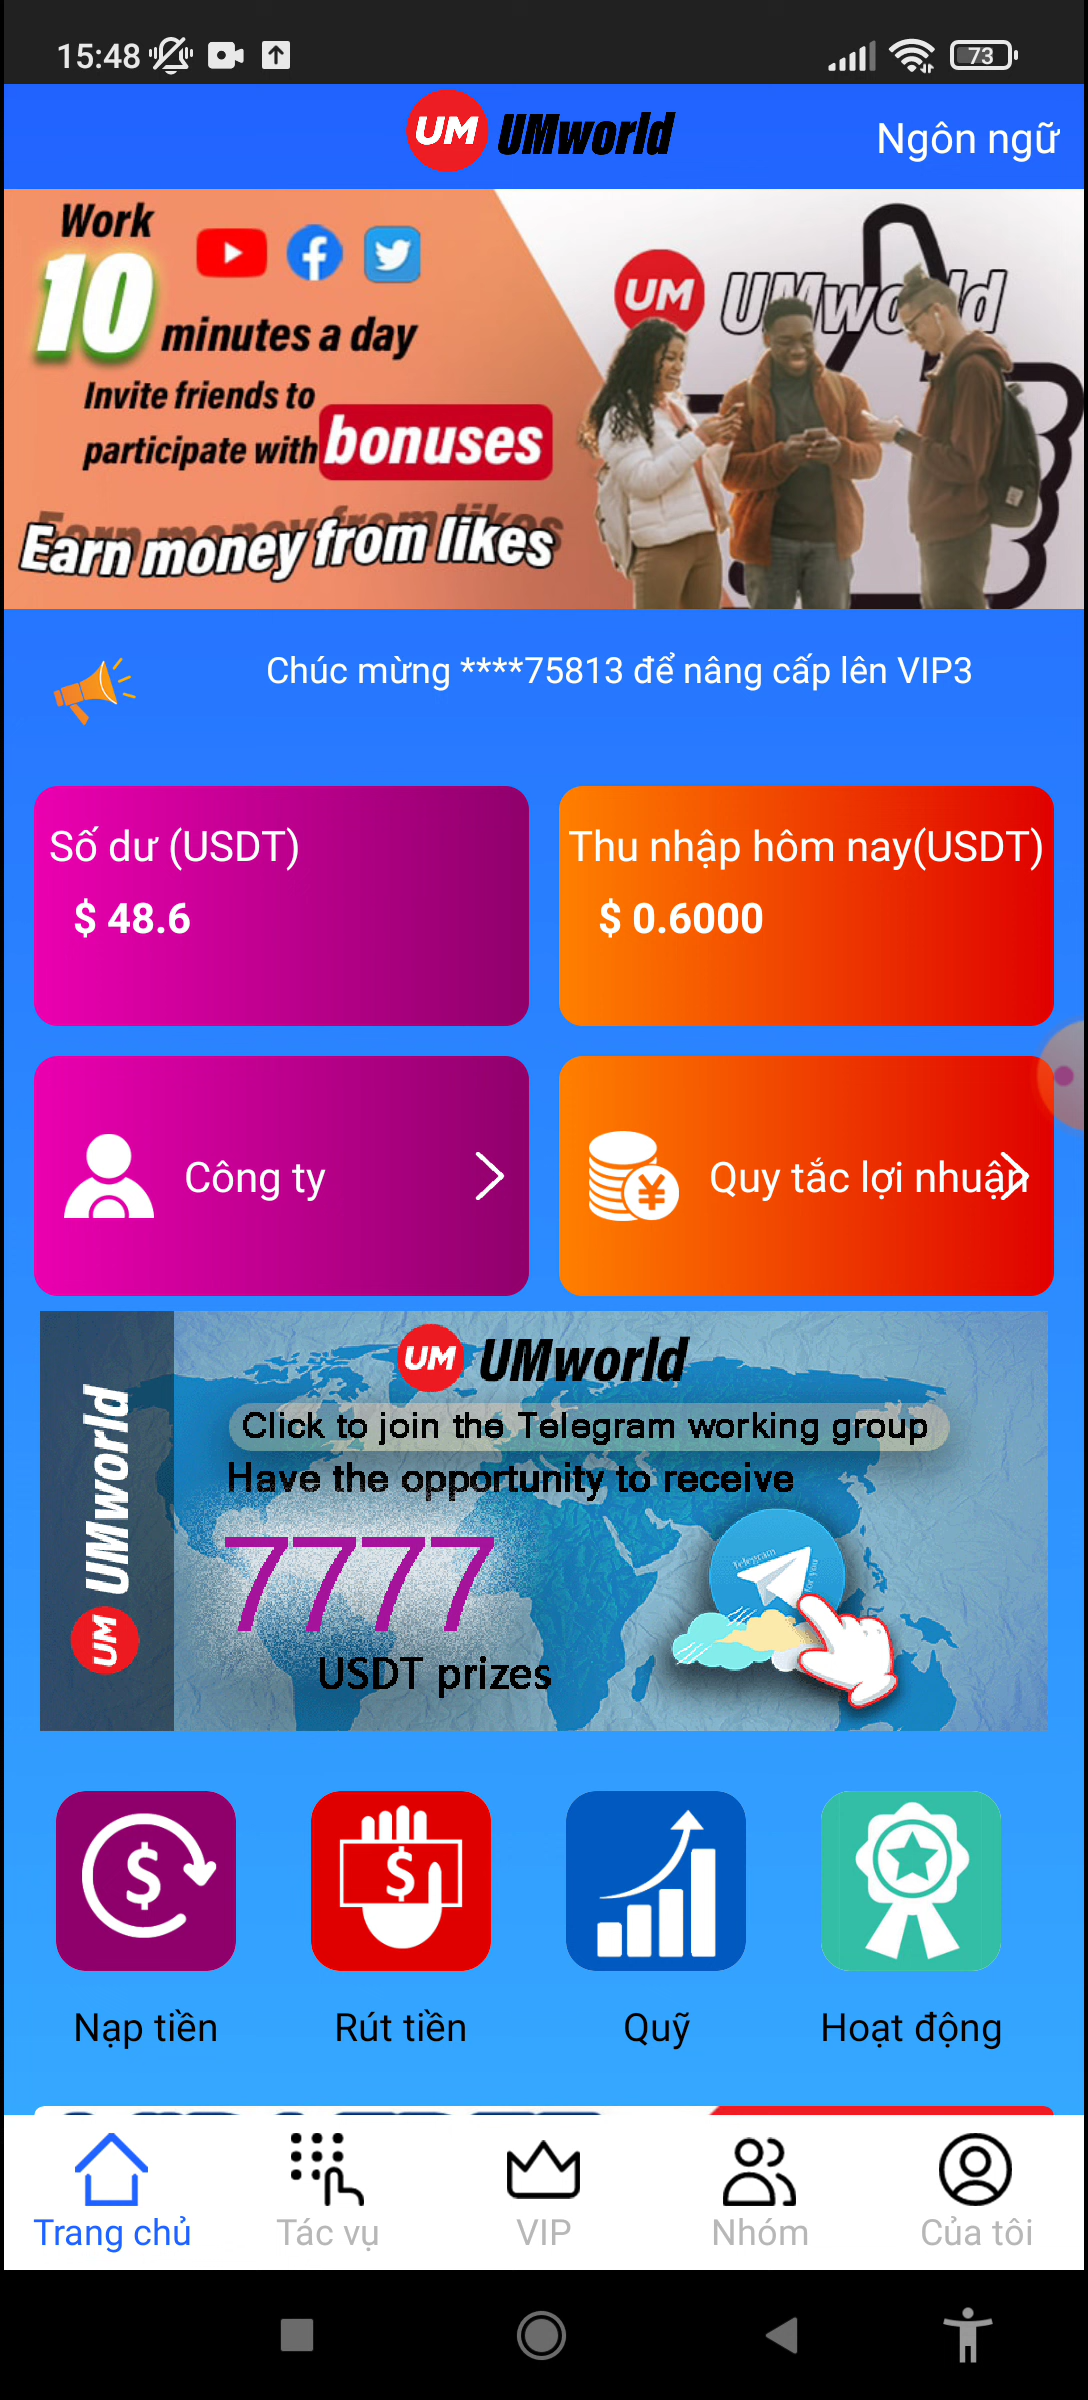 15:48
73
UM UMworld
Ngôn ngữ
Work
10 minutes a day
Invite friends to
participate with bonuses
Earn money from likes
UM UMworld
Chúc mừng ****75813 để nâng cấp lên VIP3
Số dư (USDT)
$ 48.6
Thu nhập hôm nay(USDT)
$ 0.6000
Công ty
Quy tắc lợi nhuận
UM UMworld
UM UMworld
Click to join the Telegram working group
Have the opportunity to receive
7777
USDT prizes
Telegram
for you
Nạp tiền
Rút tiền
Quỹ
Hoạt động
Trang chủ
Tác vụ
VIP
Nhóm
Của tôi